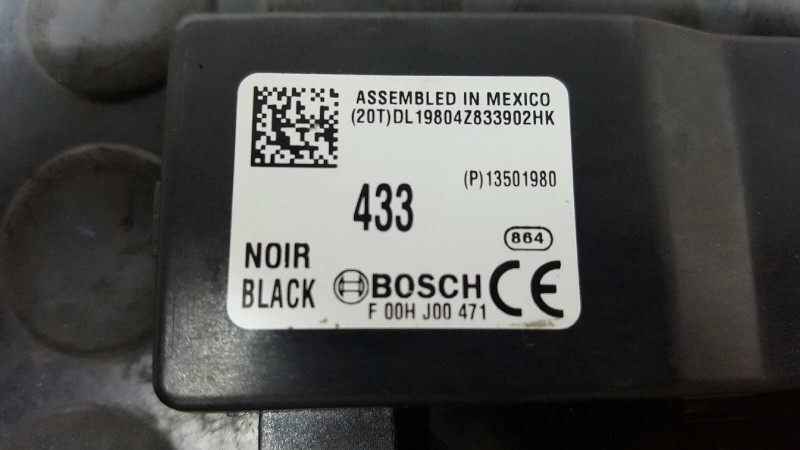 ASSEMBLED IN MEXICO
(20T)DL19804Z833902HK
(P)13501980
433
864
NOIR
BLACK
BOSCH
CE
F 00H J00 471